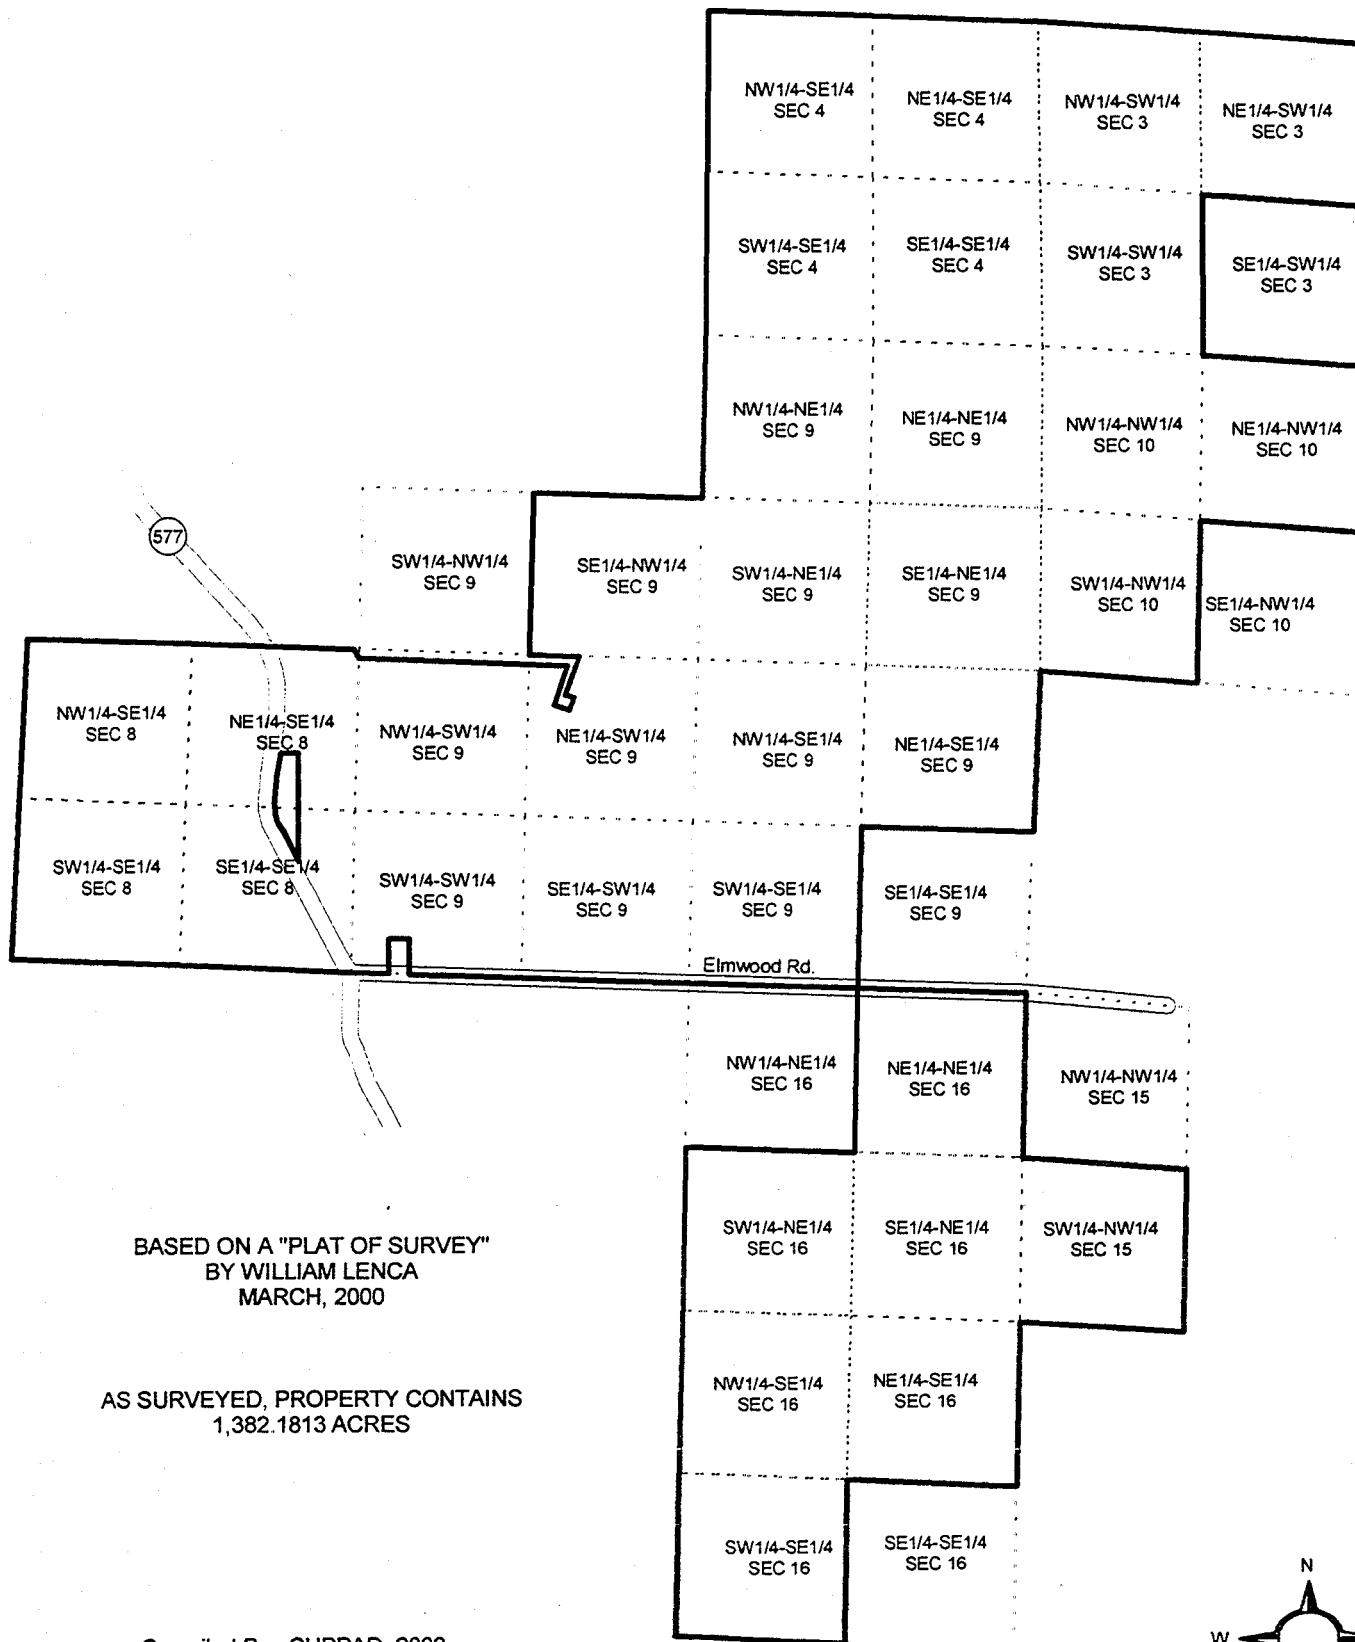 NW1/4-SE1/4
SEC 4
NE1/4-SE1/4
SEC 4
NW1/4-SW1/4
SEC 3
NE1/4-SW1/4
SEC 3
SW1/4-SE1/4
SEC 4
SE1/4-SE1/4
SEC 4
SW1/4-SW1/4
SEC 3
SE1/4-SW1/4
SEC 3
NW1/4-NE1/4
SEC 9
NE1/4-NE1/4
SEC 9
NW1/4-NW1/4
SEC 10
NE1/4-NW1/4
SEC 10
577
SW1/4-NW1/4
SEC 9
SE1/4-NW1/4
SEC 9
SW1/4-NE1/4
SEC 9
SE1/4-NE1/4
SEC 9
SW1/4-NW1/4
SEC 10
SE1/4-NW1/4
SEC 10
NW1/4-SE1/4
SEC 8
NE1/4-SE1/4
SEC 8
NW1/4-SW1/4
SEC 9
NE1/4-SW1/4
SEC 9
NW1/4-SE1/4
SEC 9
NE1/4-SE1/4
SEC 9
SW1/4-SE1/4
SEC 8
SE1/4-SE1/4
SEC 8
SW1/4-SW1/4
SEC 9
SE1/4-SW1/4
SEC 9
SW1/4-SE1/4
SEC 9
SE1/4-SE1/4
SEC 9
Elmwood Rd.
NW1/4-NE1/4
SEC 16
NE1/4-NE1/4
SEC 16
NW1/4-NW1/4
SEC 15
SW1/4-NE1/4
SEC 16
SE1/4-NE1/4
SEC 16
SW1/4-NW1/4
SEC 15
BASED ON A "PLAT OF SURVEY"
BY WILLIAM LENCA
MARCH, 2000
AS SURVEYED, PROPERTY CONTAINS
1,382.1813 ACRES
NW1/4-SE1/4
SEC 16
NE1/4-SE1/4
SEC 16
SW1/4-SE1/4
SEC 16
SE1/4-SE1/4
SEC 16
N
W